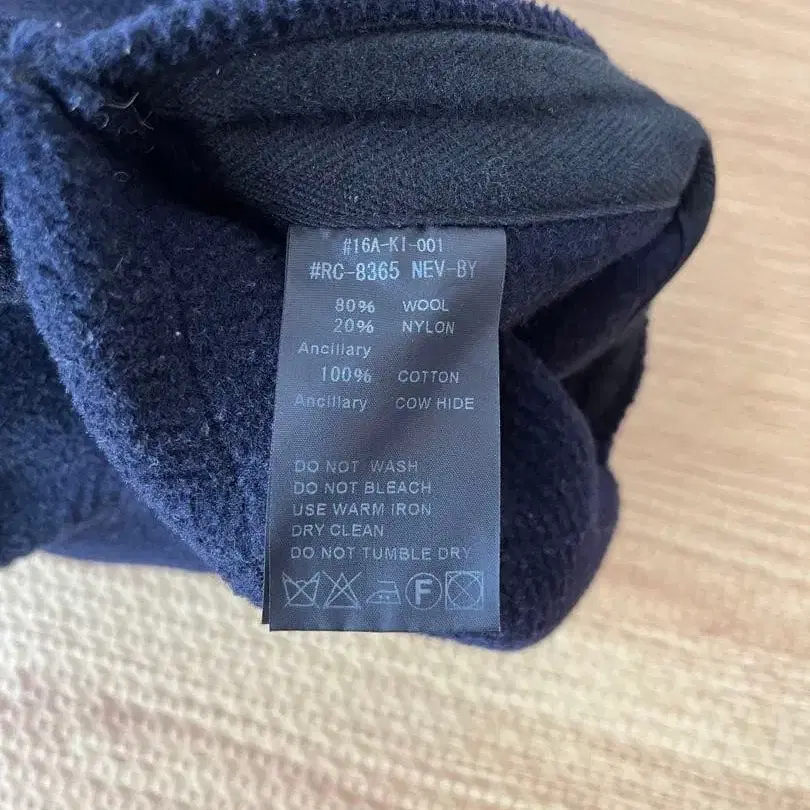 #16A-KI-001
#RC-8365 NEV-BY
80% WOOL
20% NYLON
Ancillary
100% COTTON
Ancillary COW HIDE
DO NOT WASH
DO NOT BLEACH
USE WARM IRON
DRY CLEAN
DO NOT TUMBLE DRY
F